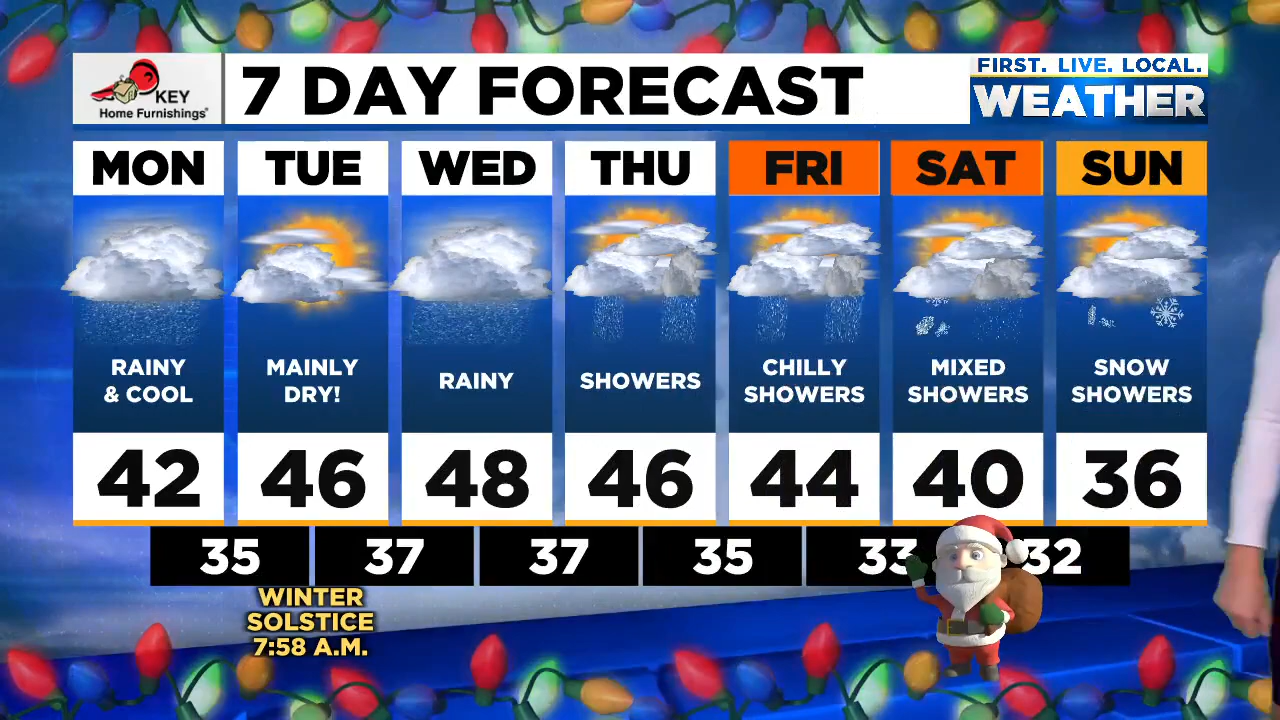 KEY
Home Furnishings
7 DAY FORECAST
FIRST. LIVE. LOCAL.
WEATHER
MON TUE WED THU FRI SAT SUN
RAINY & COOL
MAINLY DRY!
RAINY
SHOWERS
CHILLY SHOWERS
MIXED SHOWERS
SNOW SHOWERS
42 46 48 46 44 40 36
35 37 37 35 33 32
WINTER
SOLSTICE
7:58 A.M.